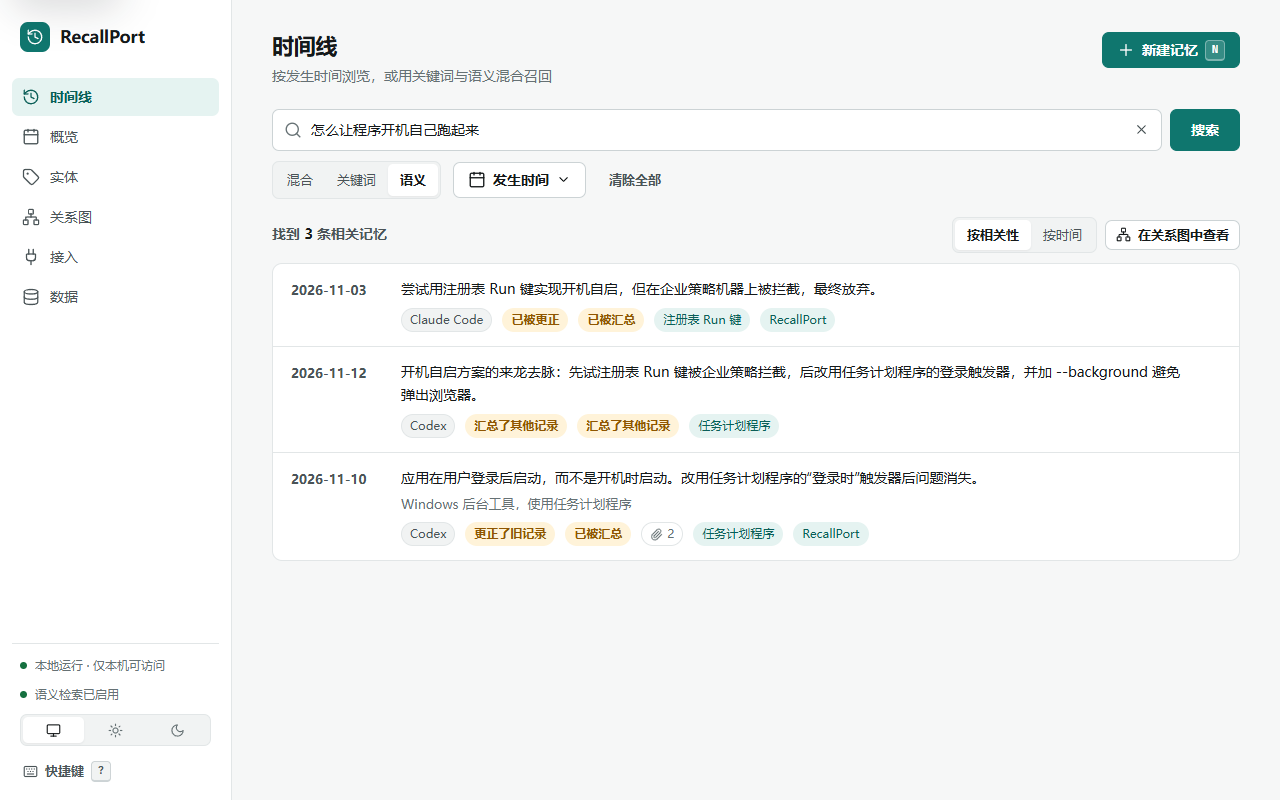 RecallPort
时间线
概览
实体
关系图
接入
数据
本地运行 · 仅本机可访问
语义检索已启用
快捷键 ?
时间线
按发生时间浏览，或用关键词与语义混合召回
新建记忆 N
怎么让程序开机自己跑起来
搜索
混合 关键词 语义 发生时间 清除全部
找到 3 条相关记忆
按相关性 按时间 在关系图中查看
2026-11-03 尝试用注册表 Run 键实现开机自启，但在企业策略机器上被拦截，最终放弃。
Claude Code 已被更正 已被汇总 注册表 Run 键 RecallPort
2026-11-12 开机自启方案的来龙去脉：先试注册表 Run 键被企业策略拦截，后改用任务计划程序的登录触发器，并加 --background 避免
弹出浏览器。
Codex 汇总了其他记录 汇总了其他记录 任务计划程序
2026-11-10 应用在用户登录后启动，而不是开机时启动。改用任务计划程序的“登录时”触发器后问题消失。
Windows 后台工具，使用任务计划程序
Codex 更正了旧记录 已被汇总 2 任务计划程序 RecallPort